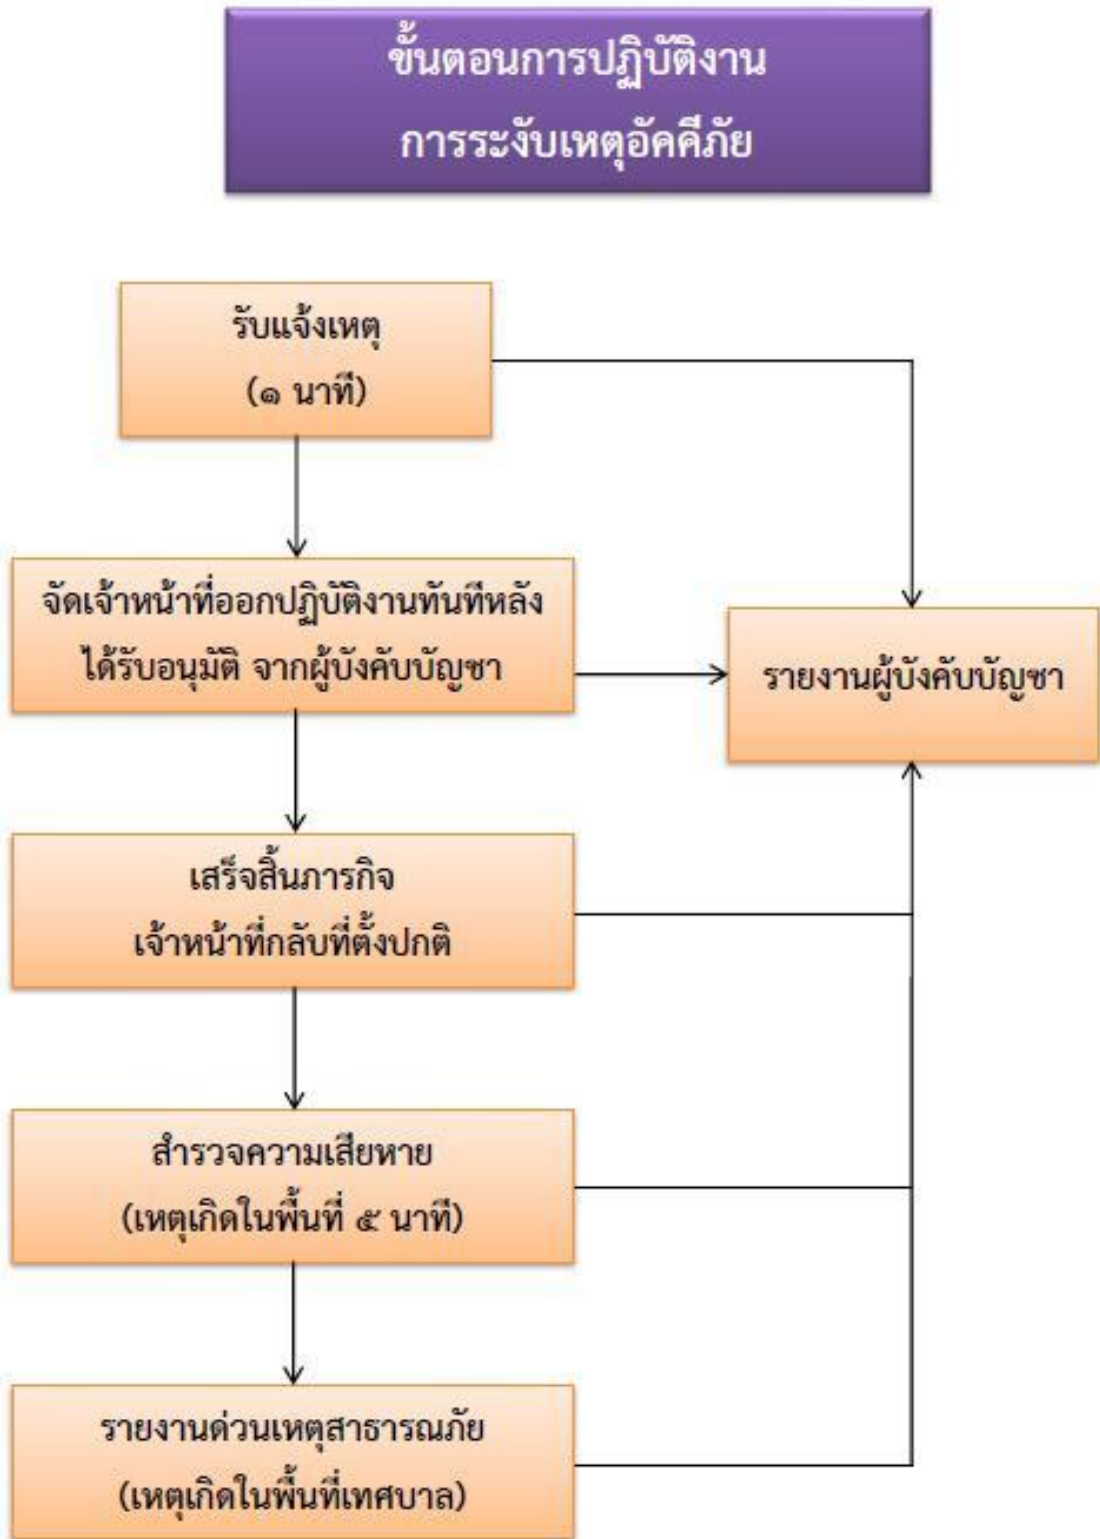 ขั้นตอนการปฏิบัติงาน
การระงับเหตุอัคคีภัย
รับแจ้งเหตุ
(๑ นาที)
จัดเจ้าหน้าที่ออกปฏิบัติงานทันทีหลัง
ได้รับอนุมัติ จากผู้บังคับบัญชา
รายงานผู้บังคับบัญชา
เสร็จสิ้นภารกิจ
เจ้าหน้าที่กลับที่ตั้งปกติ
สำรวจความเสียหาย
(เหตุเกิดในพื้นที่ ๕ นาที)
รายงานด่วนเหตุสาธารณภัย
(เหตุเกิดในพื้นที่เทศบาล)